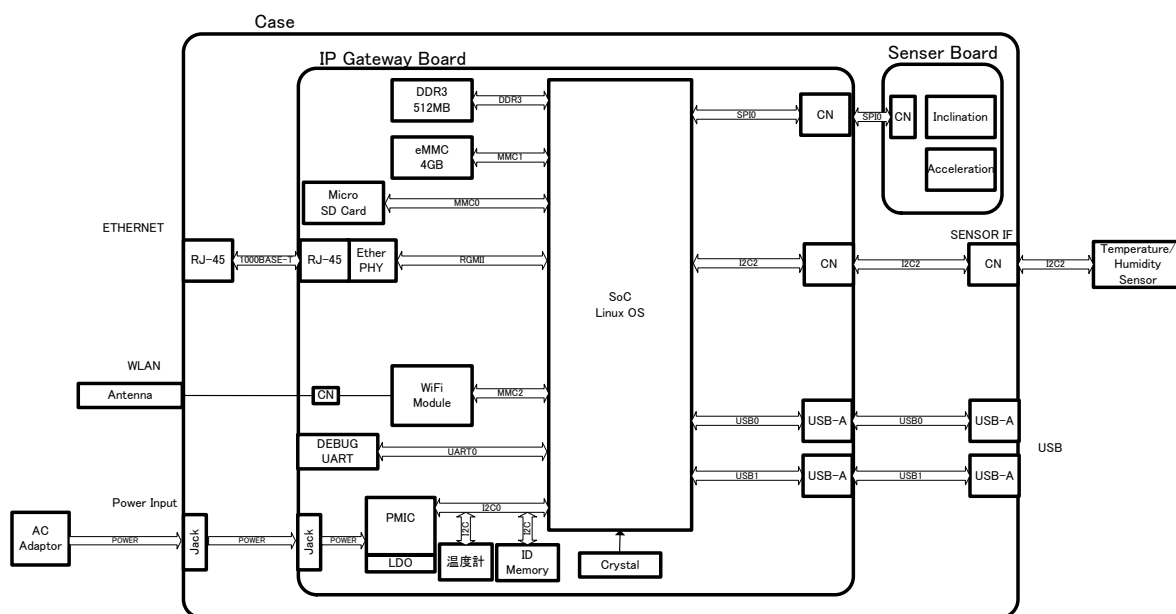 Case
IP Gateway Board
Senser Board
DDR3
512MB
DDR3
eMMC
4GB
MMC1
Micro
SD Card
MMC0
ETHERNET
RJ-45
1000BASE-T
RJ-45
Ether
PHY
RGMII
SoC
Linux OS
SPI0
CN
SPI0
CN
Inclination
Acceleration
SENSOR IF
I2C2
CN
I2C2
CN
I2C2
Temperature/
Humidity
Sensor
WLAN
Antenna
CN
WiFi
Module
MMC2
DEBUG
UART
UART0
USB0
USB-A
USB0
USB-A
USB
USB1
USB-A
USB1
USB-A
Power Input
AC
Adaptor
POWER
Jack
POWER
Jack
POWER
PMIC
LDO
I2C0
I2C
I2C
温度計
ID
Memory
Crystal